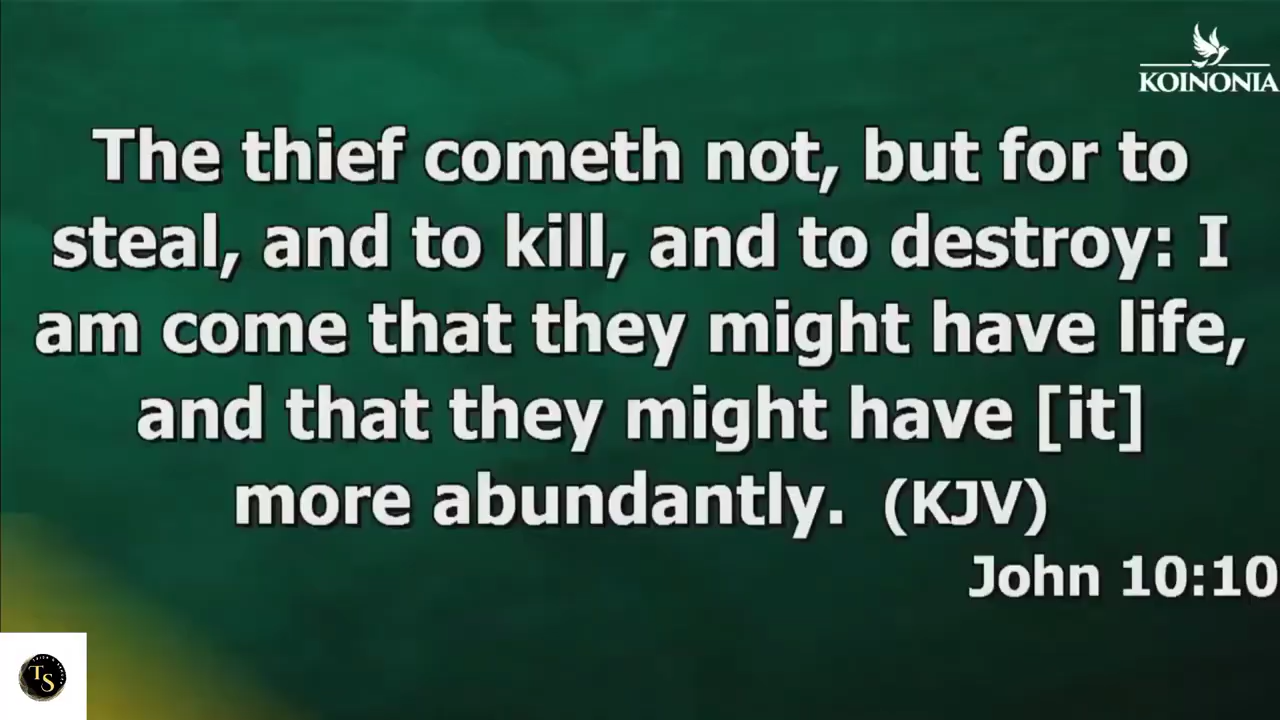 KOINONIA
The thief cometh not, but for to
steal, and to kill, and to destroy: I
am come that they might have life,
and that they might have [it]
more abundantly. (KJV)
John 10:10
TS